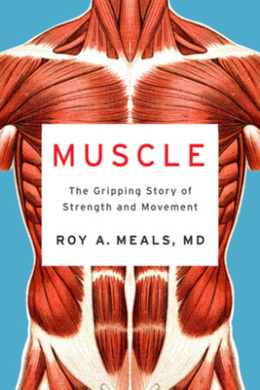 MUSCLE
The Gripping Story of
Strength and Movement
ROY A. MEALS, MD